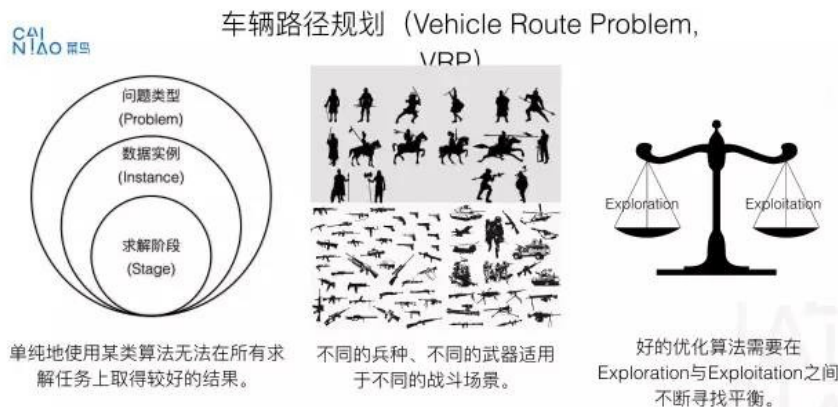 CAI
NIAO 菜鸟
车辆路径规划（Vehicle Route Problem,
VRP）
问题类型
(Problem)
数据实例
(Instance)
求解阶段
(Stage)
单纯地使用某类算法无法在所有求
解任务上取得较好的结果。
不同的兵种、不同的武器适用
于不同的战斗场景。
Exploration
Exploitation
好的优化算法需要在
Exploration与Exploitation之间
不断寻找平衡。